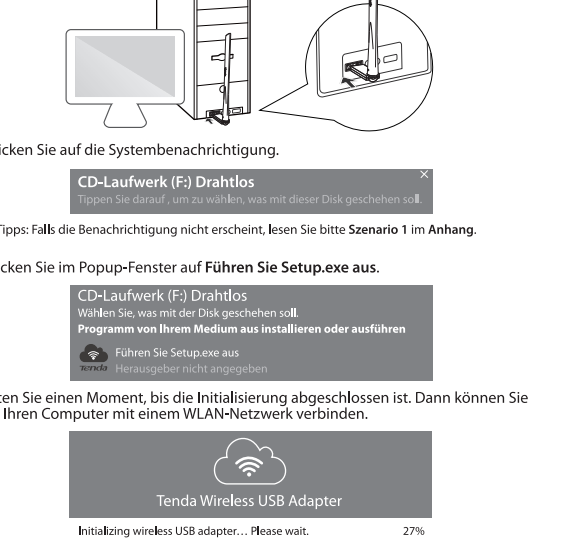 icken Sie auf die Systembenachrichtigung.
CD-Laufwerk (F:) Drahtlos
×
Tippen Sie darauf , um zu wählen, was mit dieser Disk geschehen soll.
Tipps: Falls die Benachrichtigung nicht erscheint, lesen Sie bitte Szenario 1 im Anhang.
cken Sie im Popup-Fenster auf Führen Sie Setup.exe aus.
CD-Laufwerk (F:) Drahtlos
Wählen Sie, was mit der Disk geschehen soll.
Programm von Ihrem Medium aus installieren oder ausführen
Führen Sie Setup.exe aus
Tenda Herausgeber nicht angegeben
ten Sie einen Moment, bis die Initialisierung abgeschlossen ist. Dann können Sie
Ihren Computer mit einem WLAN-Netzwerk verbinden.
Tenda Wireless USB Adapter
Initializing wireless USB adapter… Please wait. 27%